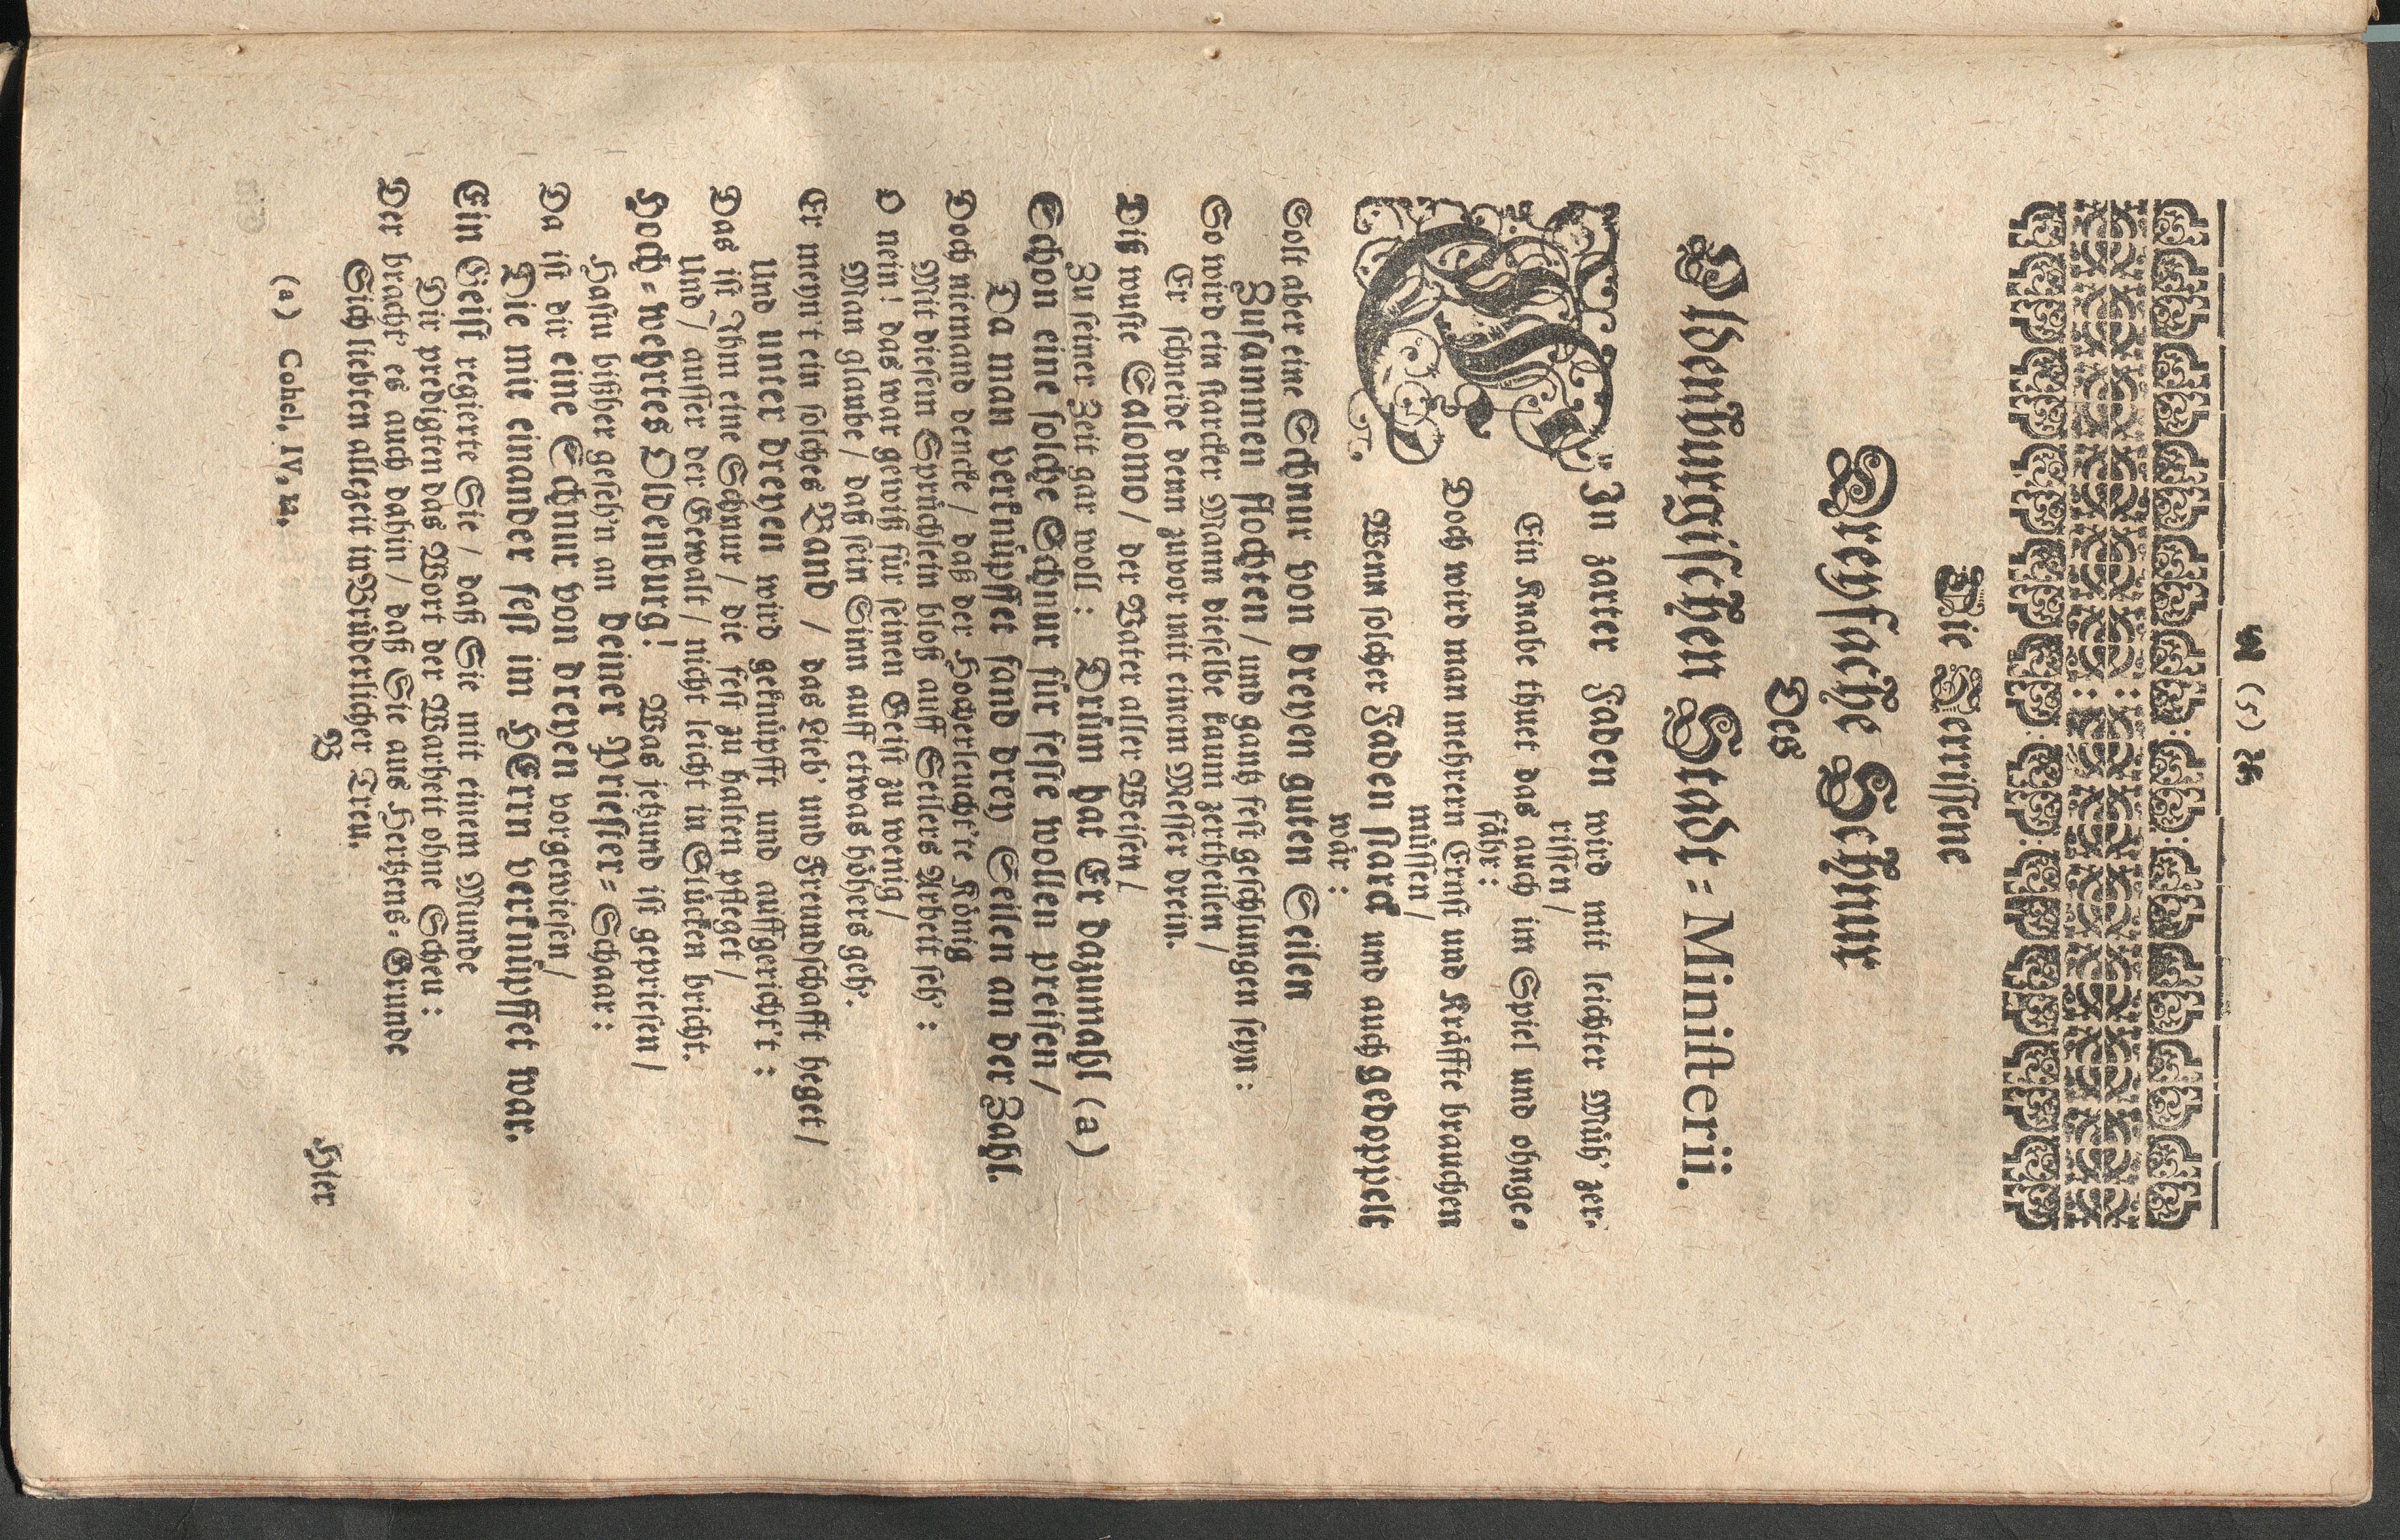 (5)
Die Zerrissene
Dreyfache Schnur
Des
Oldenburgischen Stadt-Ministerii.
EIn zarter Faden wird mit leichter Müh' zer-
rissen/
Ein Knabe thuet das auch im Spiel und ohnge-
fähr:
Doch wird man mehrern Ernst und Kräffte brauchen
müssen/
Wenn solcher Faden starck und auch gedoppelt
wär:
Solt aber eine Schnur von dreyen guten Seilen
Zusammen flochten/ und gantz fest geschlungen seyn:
So wird ein starcker Mann dieselbe kaum zertheilen/
Er schneide denn zuvor mit einem Messer drein.
Diß wuste Salomo/ der Vater aller Weisen/
Zu seiner Zeit gar woll: Drüm hat Er dazumahl (a)
Schon eine solche Schnur für feste wollen preisen/
Da man verknüpffet fand drey Seilen an der Zahl.
Doch niemand dencke/ daß der Hocherleucht'te König
Mit diesem Sprüchlein bloß auff Seilers Arbeit seh':
O nein! das war gewiß für seinen Geist zu wenig/
Man glaube/ daß sein Sinn auff etwas höhers geh'.
Er meyn't ein solches Band/ das Lieb' und Freundschafft heget/
Und unter dreyen wird geknüpfft und auffgericht't:
Das ist Ihm eine Schnur/ die fest zu halten pfleget/
Und/ ausser der Gewalt/ nicht leicht in Stücken bricht.
Hoch-wehrtes Oldenburg! Was jetzund ist gepriesen/
Hastu bißher geseh'n an deiner Priester-Schaar:
Da ist dir eine Schnur von dreyen vorgewiesen/
Die mit einander fest im HErrn verknüpffet war.
Ein Geist regierte Sie/ daß Sie mit einem Munde
Dir predigten das Wort der Warheit ohne Scheu:
Der bracht' es auch dahin/ daß Sie aus Hertzens-Grunde
Sich liebten allezeit in Brüderlicher Treu.
B
Hier
(a) Cohel. IV, 12.